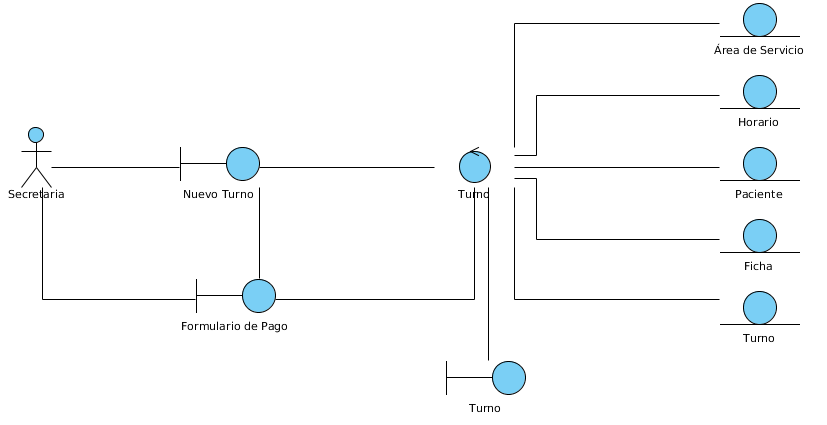 Área de Servicio
Horario
Secretaria
Nuevo Turno
Turno
Paciente
Ficha
Formulario de Pago
Turno
Turno